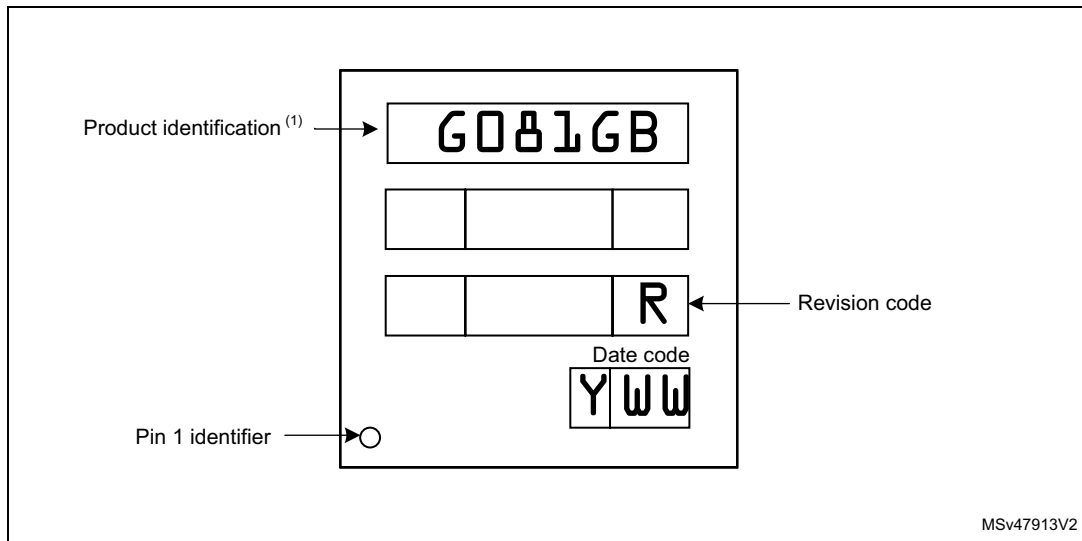 Product identification (1)
G081GB
R
Revision code
Date code
Y WW
Pin 1 identifier
MSv47913V2